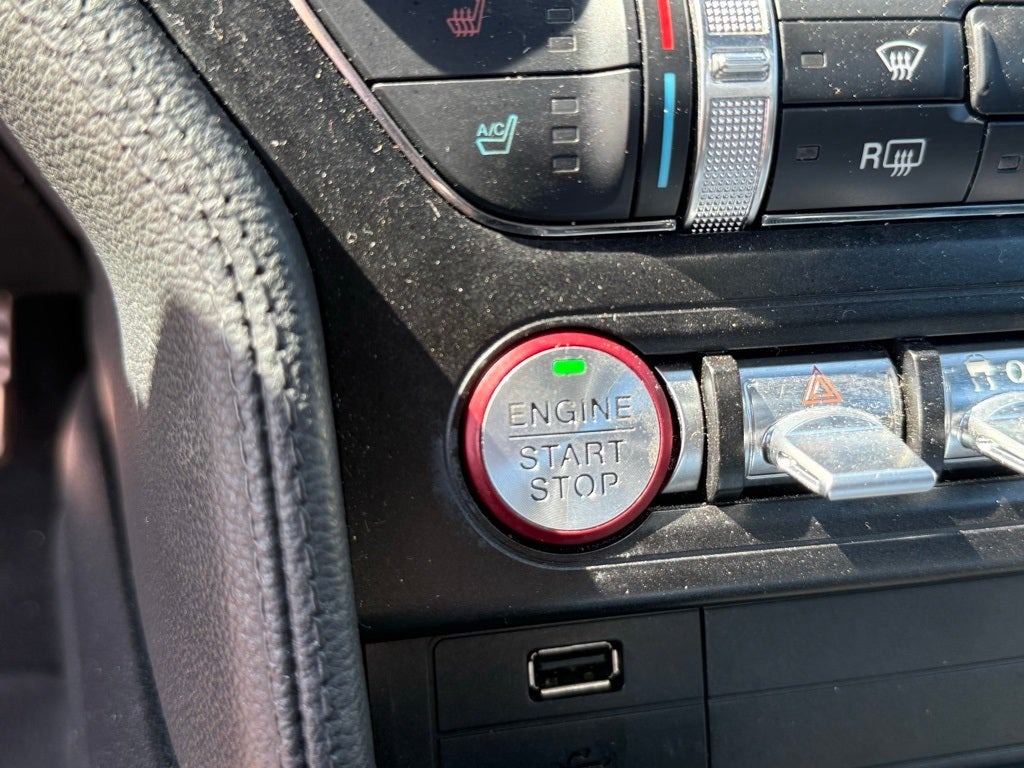 A/C
R
ENGINE
START
STOP